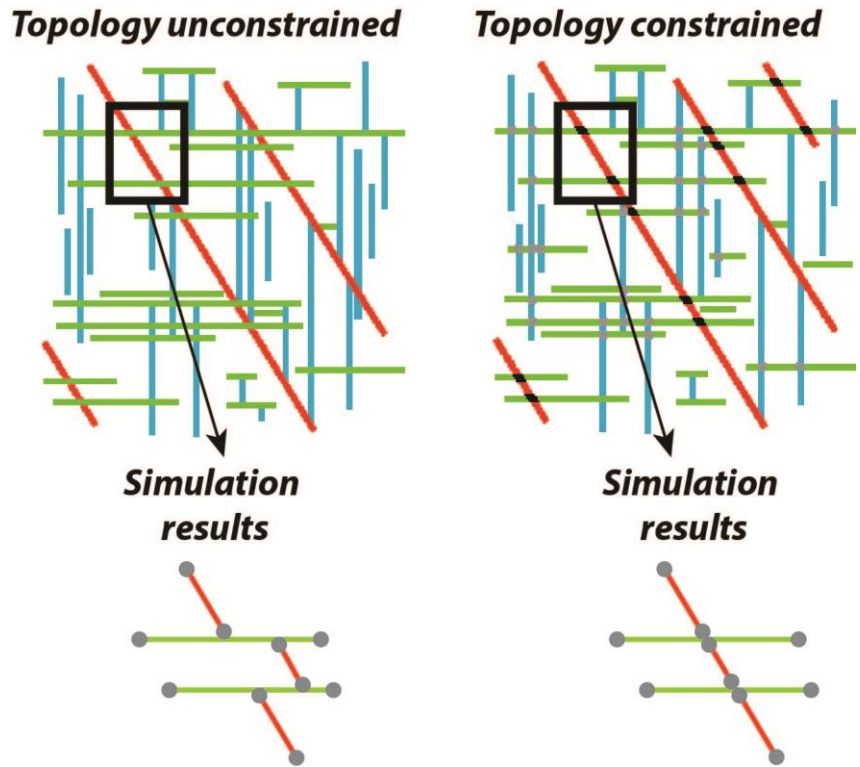 Topology unconstrained
Topology constrained
Simulation
results
Simulation
results